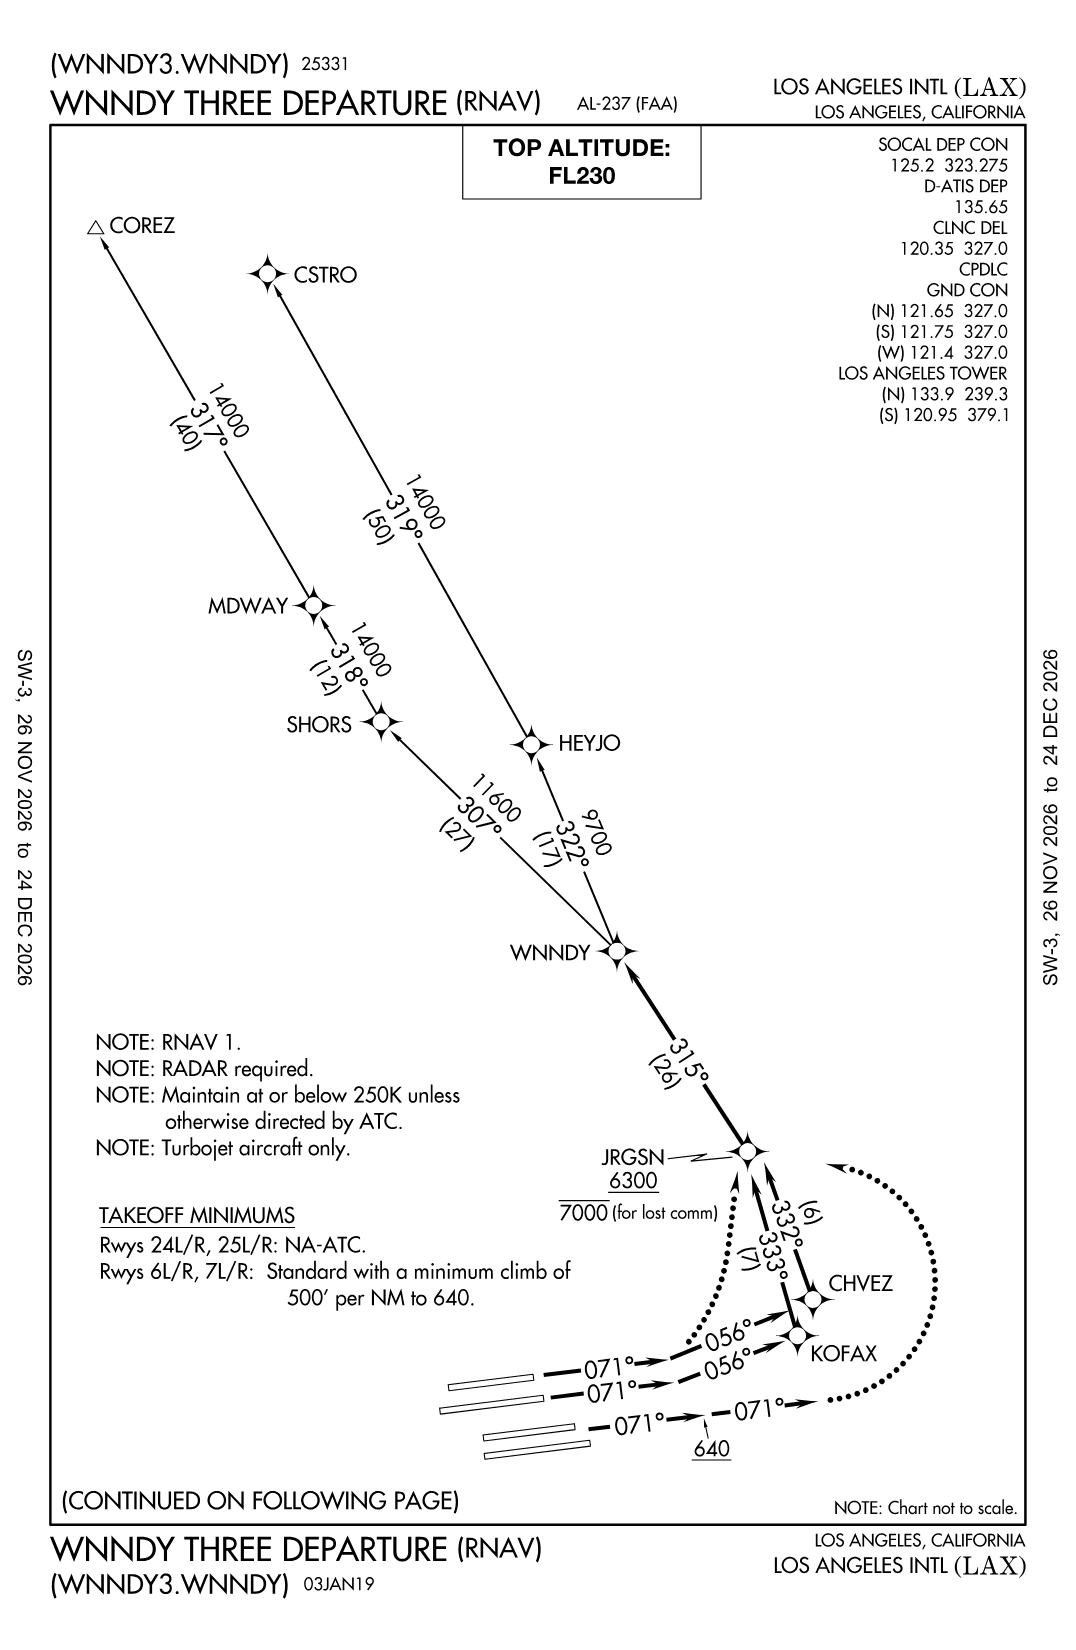 (WNNDY3.WNNDY) 25331
WNNDY THREE DEPARTURE (RNAV)
AL-237 (FAA)
LOS ANGELES INTL (LAX)
LOS ANGELES, CALIFORNIA
TOP ALTITUDE:
FL230
SOCAL DEP CON
125.2 323.275
D-ATIS DEP
135.65
CLNC DEL
120.35 327.0
CPDLC
GND CON
(N) 121.65 327.0
(S) 121.75 327.0
(W) 121.4 327.0
LOS ANGELES TOWER
(N) 133.9 239.3
(S) 120.95 379.1
COREZ
CSTRO
14000
317°
(40)
14000
319°
(50)
MDWAY
14000
318°
(12)
SHORS
HEYJO
11600
307°
(27)
9700
322°
(17)
WNNDY
SW-3, 26 NOV 2026 to 24 DEC 2026
SW-3, 26 NOV 2026 to 24 DEC 2026
315°
(26)
NOTE: RNAV 1.
NOTE: RADAR required.
NOTE: Maintain at or below 250K unless
otherwise directed by ATC.
NOTE: Turbojet aircraft only.
JRGSN
6300
7000 (for lost comm)
(6)
332°
333°
(7)
CHVEZ
KOFAX
TAKEOFF MINIMUMS
Rwys 24L/R, 25L/R: NA-ATC.
Rwys 6L/R, 7L/R: Standard with a minimum climb of
500' per NM to 640.
071°
056°
071°
056°
071°
071°
640
(CONTINUED ON FOLLOWING PAGE)
NOTE: Chart not to scale.
WNNDY THREE DEPARTURE (RNAV)
(WNNDY3.WNNDY) 03JAN19
LOS ANGELES, CALIFORNIA
LOS ANGELES INTL (LAX)